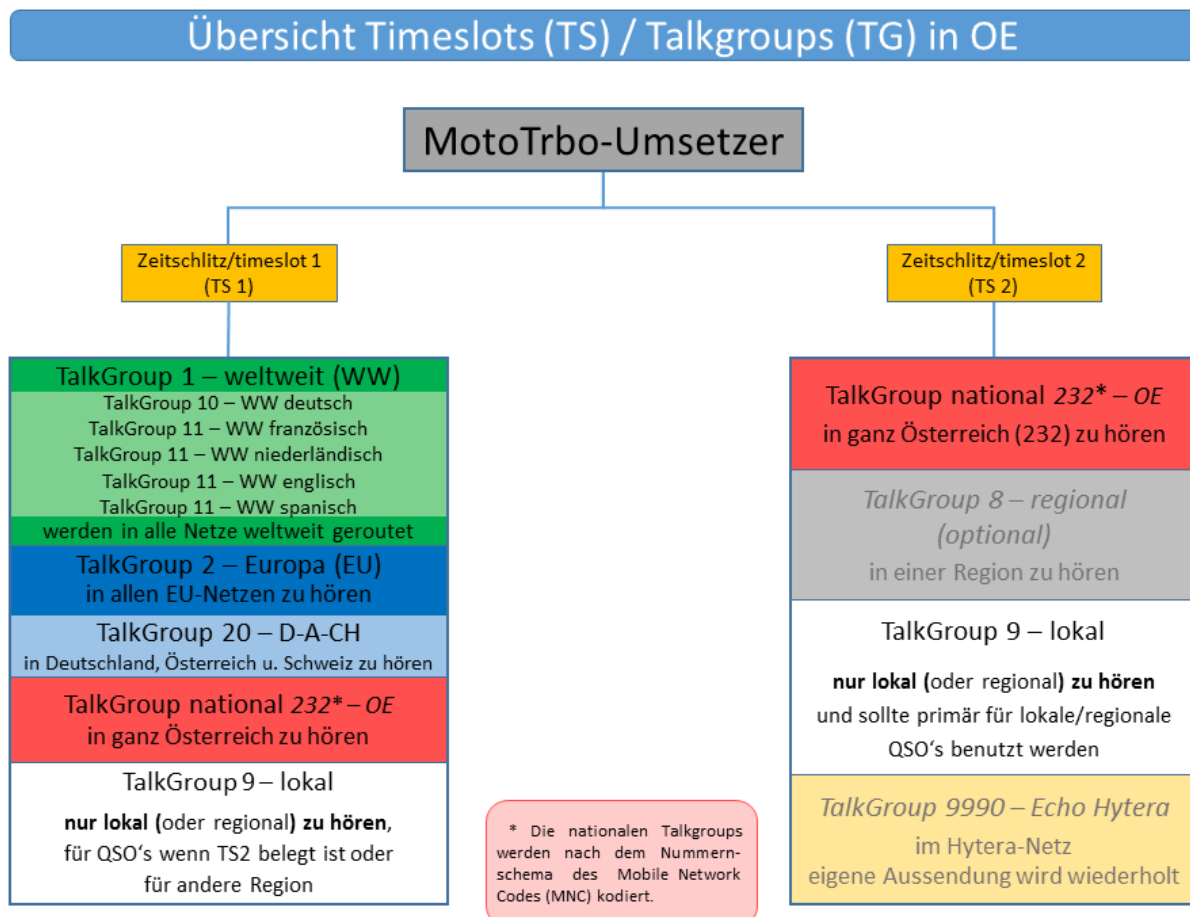 Übersicht Timeslots (TS) / Talkgroups (TG) in OE
MotoTrbo-Umsetzer
Zeitschlitz/timeslot 1
(TS 1)
Zeitschlitz/timeslot 2
(TS 2)
TalkGroup 1 – weltweit (WW)
TalkGroup 10 – WW deutsch
TalkGroup 11 – WW französisch
TalkGroup 11 – WW niederländisch
TalkGroup 11 – WW englisch
TalkGroup 11 – WW spanisch
werden in alle Netze weltweit geroutet
TalkGroup 2 – Europa (EU)
in allen EU-Netzen zu hören
TalkGroup 20 – D-A-CH
in Deutschland, Österreich u. Schweiz zu hören
TalkGroup national 232* – OE
in ganz Österreich zu hören
TalkGroup 9 – lokal
nur lokal (oder regional) zu hören,
für QSO‘s wenn TS2 belegt ist oder
für andere Region
TalkGroup national 232* – OE
in ganz Österreich (232) zu hören
TalkGroup 8 – regional
(optional)
in einer Region zu hören
TalkGroup 9 – lokal
nur lokal (oder regional) zu hören
und sollte primär für lokale/regionale
QSO‘s benutzt werden
TalkGroup 9990 – Echo Hytera
im Hytera-Netz
eigene Aussendung wird wiederholt
* Die nationalen Talkgroups
werden nach dem Nummern-
schema des Mobile Network
Codes (MNC) kodiert.